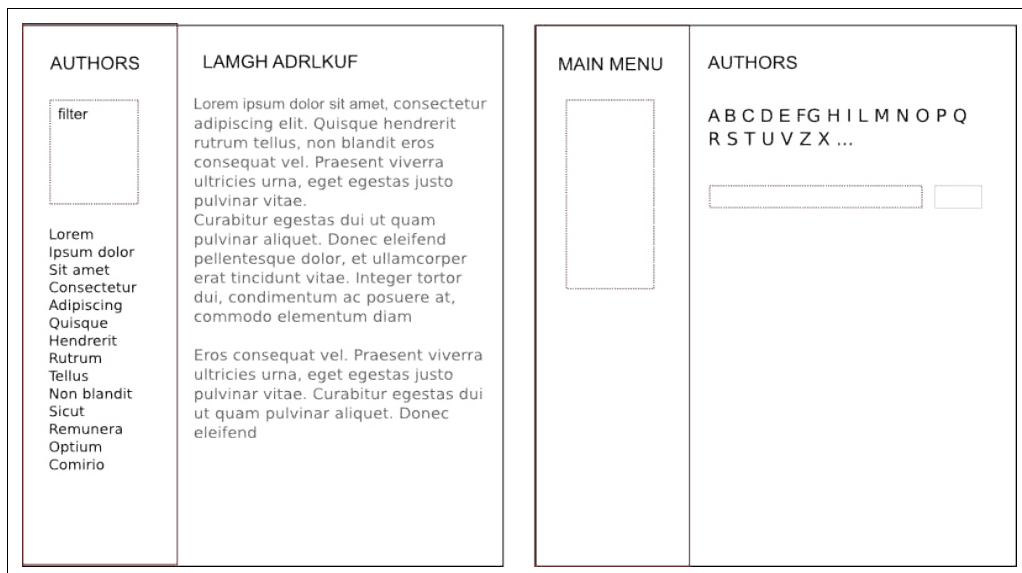 AUTHORS
filter
Lorem
Ipsum dolor
Sit amet
Consectetur
Adipiscing
Quisque
Hendrerit
Rutrum
Tellus
Non blandit
Sicut
Remunera
Optium
Comirio
LAMGH ADRLKUF
Lorem ipsum dolor sit amet, consectetur
adipiscing elit. Quisque hendrerit
rutrum tellus, non blandit eros
consequat vel. Praesent viverra
ultricies urna, eget egestas justo
pulvinar vitae.
Curabitur egestas dui ut quam
pulvinar aliquet. Donec eleifend
pellentesque dolor, et ullamcorper
erat tincidunt vitae. Integer tortor
dui, condimentum ac posuere at,
commodo elementum diam
Eros consequat vel. Praesent viverra
ultricies urna, eget egestas justo
pulvinar vitae. Curabitur egestas dui
ut quam pulvinar aliquet. Donec
eleifend
MAIN MENU
AUTHORS
A B C D E FG H I L M N O P Q
R S T U V Z X ...